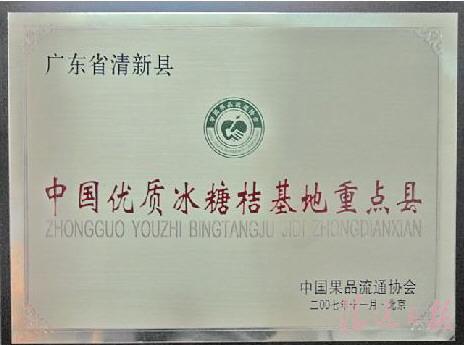 广东省清新县
中国优质冰糖桔基地重点县
ZHONGGUO YOUZHI BINGTANGJU JIDI ZHONGDIANXIAN
中国果品流通协会
二00七年十一月·北京